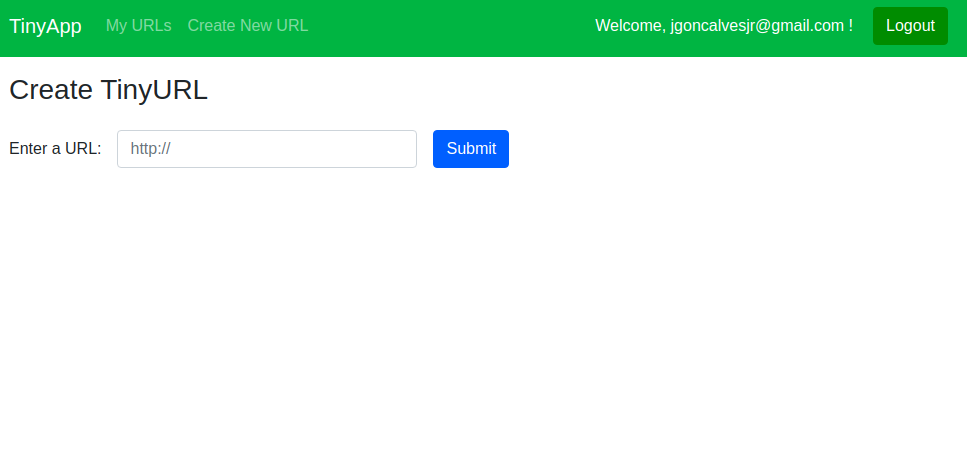 TinyApp My URLs Create New URL Welcome, jgoncalvesjr@gmail.com ! Logout
Create TinyURL
Enter a URL: http:// Submit